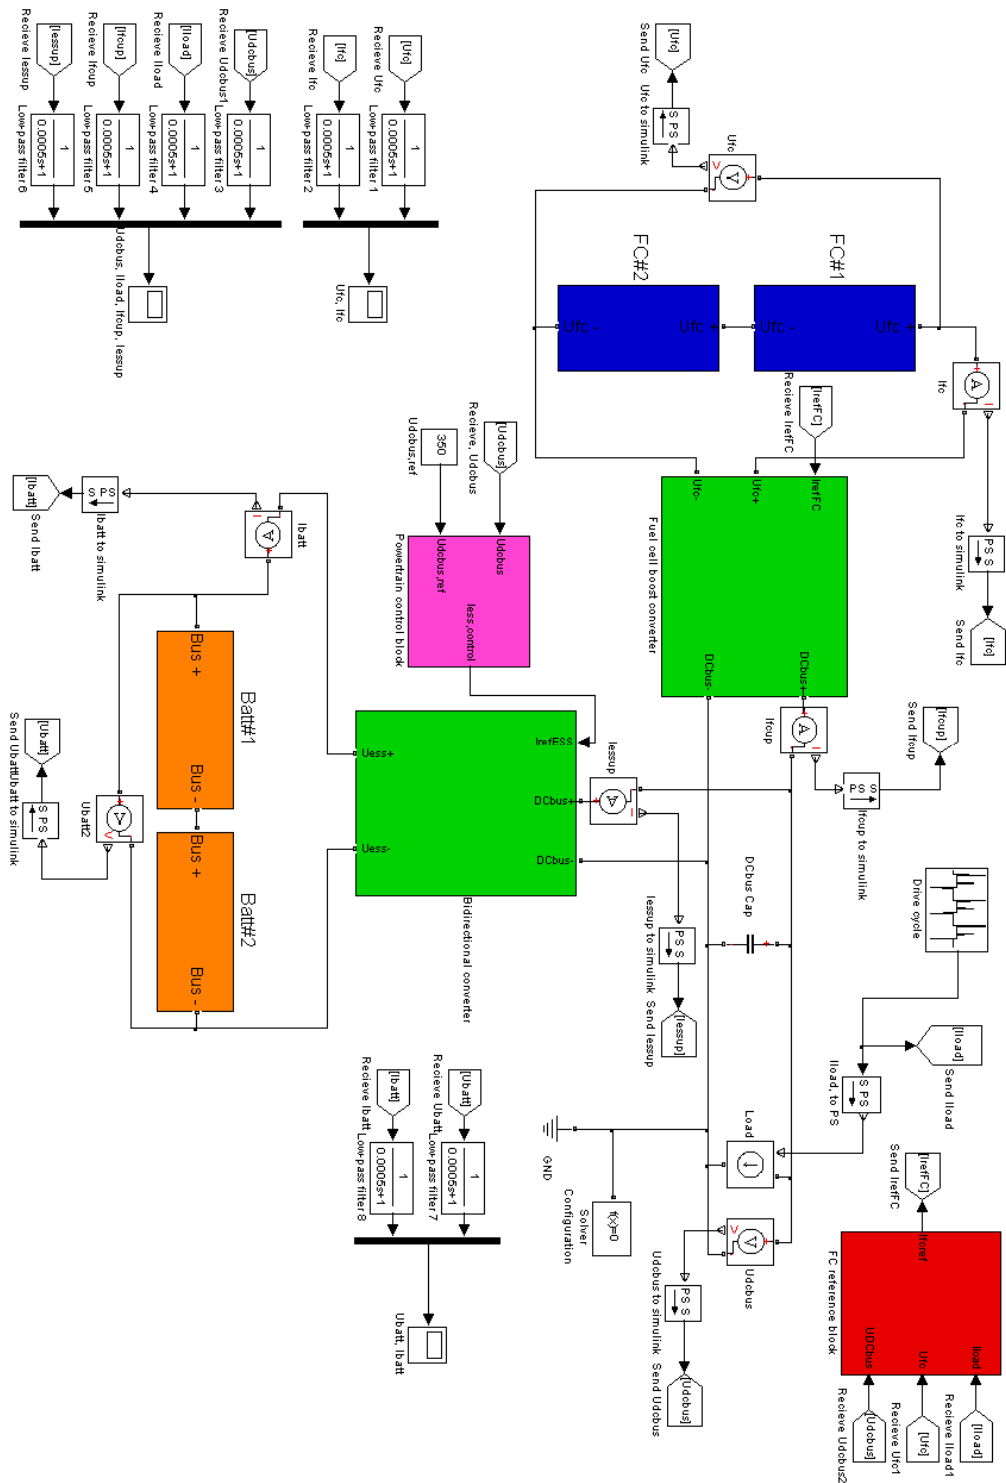 [Iessup]
Recieve Iessup
1
0.0005s+1
Low-pass filter 6
[Ifcup]
Recieve Ifcup
1
0.0005s+1
Low-pass filter 5
[Iload]
Recieve Iload
1
0.0005s+1
Low-pass filter 4
[Udcbus]
Recieve Udcbus1
1
0.0005s+1
Low-pass filter 3
Udcbus, Iload, Ifcup, Iessup
[Ifc]
Recieve Ifc
1
0.0005s+1
Low-pass filter 2
[Ufc]
Recieve Ufc
1
0.0005s+1
Low-pass filter 1
Ufc, Ifc
[Ufc]
Send Ufc
S PS
Ufc to simulink
Ufc
V
+
-
V
FC#2
Ufc -
Ufc +
FC#1
Ufc -
Ufc +
Ifc
A
+
I
PS S
Ifc to simulink
[Ifc]
Send Ifc
[IrefFC]
Recieve IrefFC
IrefFC
Ufc+
Ufc-
DCbus+
DCbus-
Fuel cell boost converter
350
Udcbus,ref
[Udcbus]
Recieve, Udcbus
Udcbus
Udcbus,ref
Iess,control
Powertrain control block
[Ibatt]
Send Ibatt
S PS
Ibatt to simulink
Ibatt
A
+
I
Bus +
Bus -
Batt#1
Bus +
Bus -
Batt#2
[Ubatt]
Send Ubatt
S PS
Ubatt to simulink
Ubatt2
V
+
V
IrefESS
Uess+
DCbus+
Uess-
DCbus-
Bidirectional converter
Iessup
A
+
I
PS S
Iessup to simulink
[Iessup]
Send Iessup
Ifcup
A
+
I
PS S
Ifcup to simulink
[Ifcup]
Send Ifcup
DCbus Cap
+
-
Drive cycle
[Iload]
Send Iload
S PS
Iload, to PS
Load
GND
f(x)=0
Solver
Configuration
Udcbus
V
+
-
V
PS S
Udcbus to simulink
[Udcbus]
Send Udcbus
[IrefFC]
Send IrefFC
Ifcref
Iload
Ufc
UDCbus
FC reference block
[Iload]
Recieve Iload1
[Ufc]
Recieve Ufc1
[Udcbus]
Recieve Udcbus2
[Ubatt]
Recieve Ubatt
1
0.0005s+1
Low-pass filter 7
[Ibatt]
Recieve Ibatt
1
0.0005s+1
Low-pass filter 8
Ubatt, Ibatt